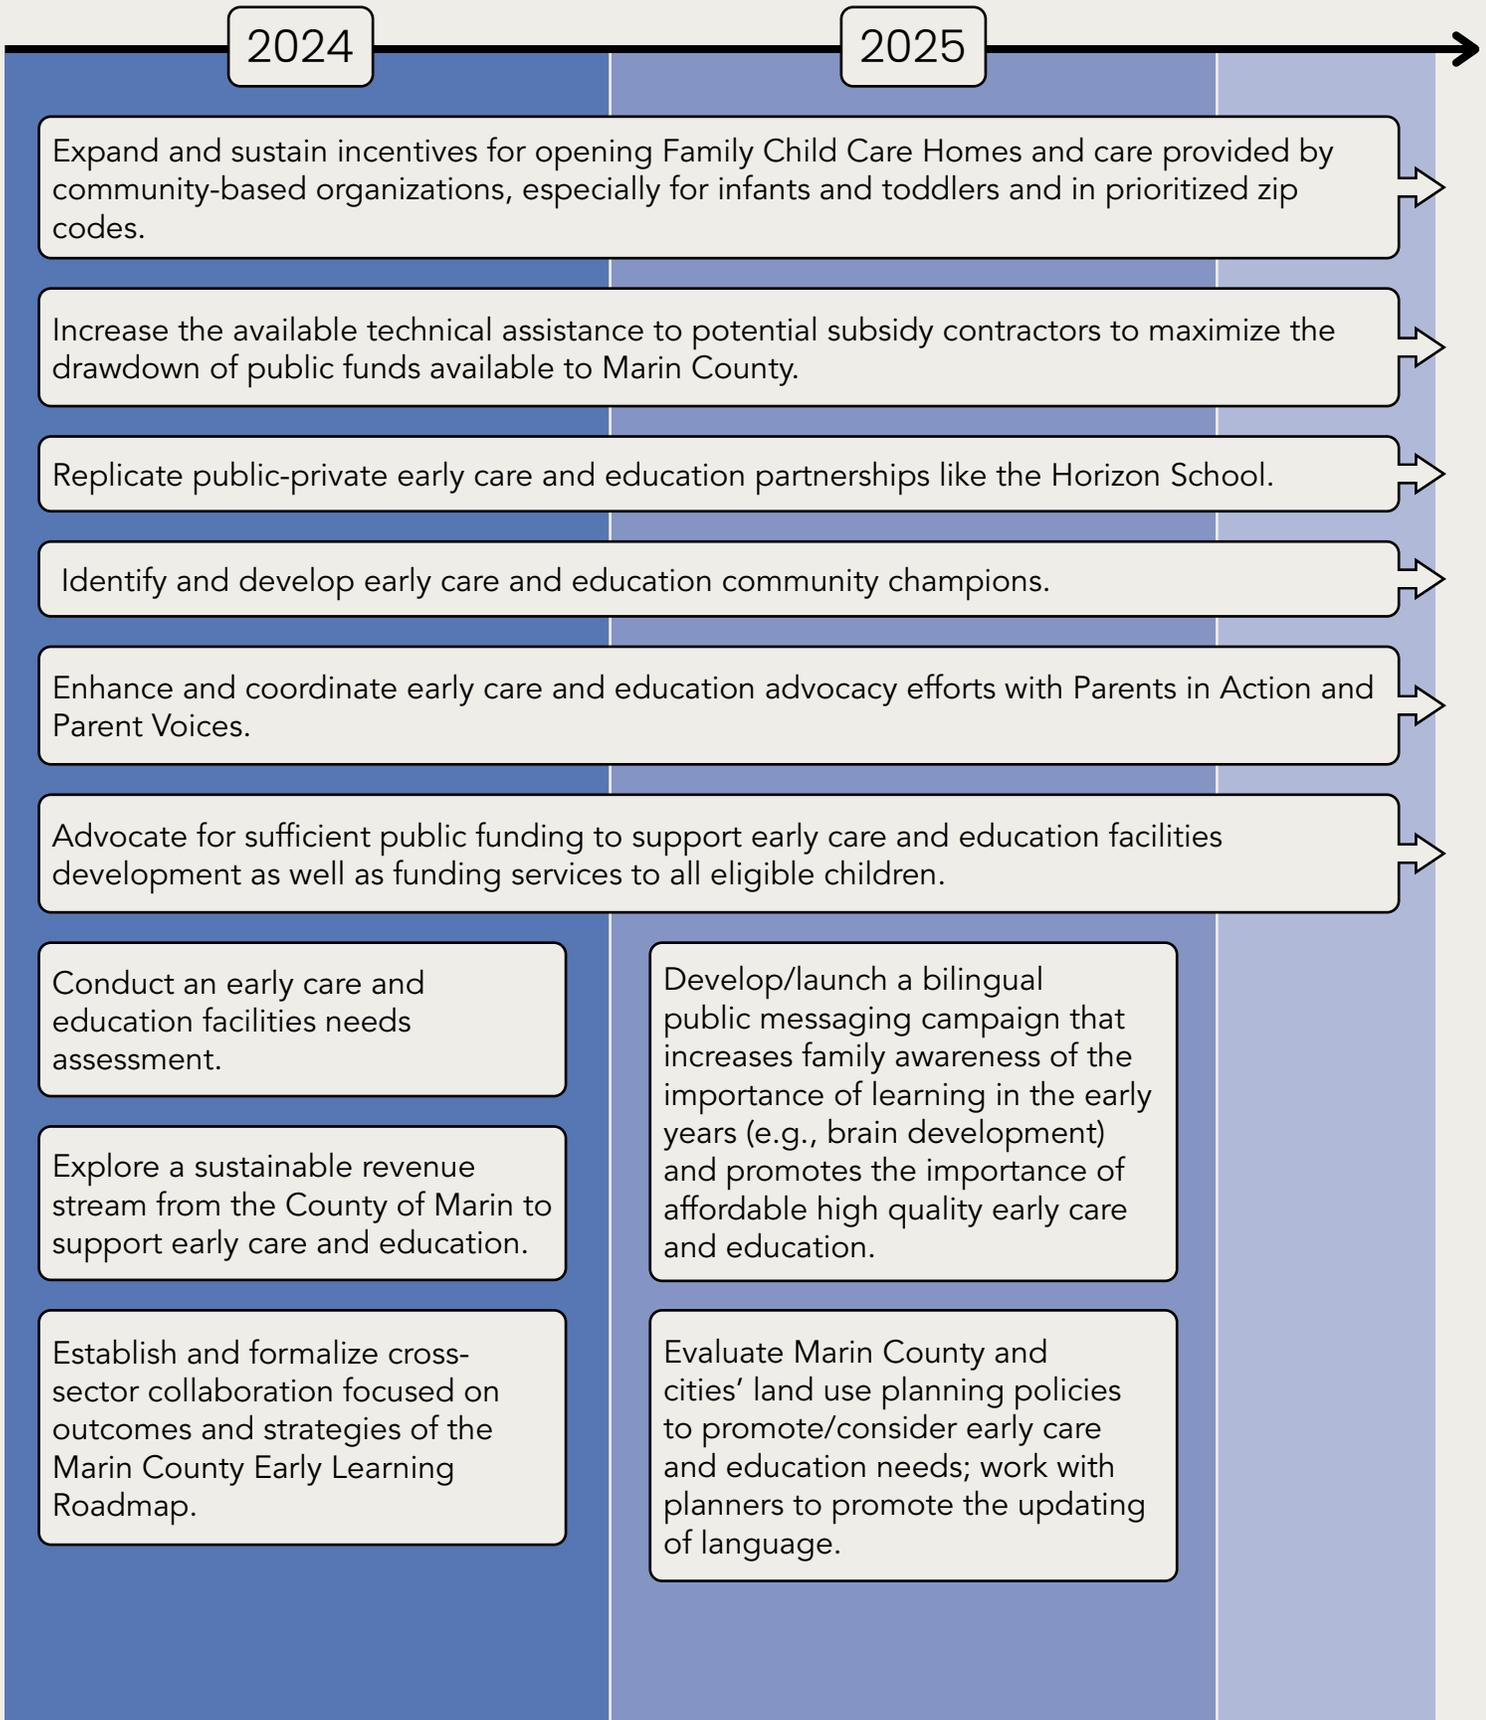 2024
2025
Expand and sustain incentives for opening Family Child Care Homes and care provided by
community-based organizations, especially for infants and toddlers and in prioritized zip
codes.
Increase the available technical assistance to potential subsidy contractors to maximize the
drawdown of public funds available to Marin County.
Replicate public-private early care and education partnerships like the Horizon School.
Identify and develop early care and education community champions.
Enhance and coordinate early care and education advocacy efforts with Parents in Action and
Parent Voices.
Advocate for sufficient public funding to support early care and education facilities
development as well as funding services to all eligible children.
Conduct an early care and
education facilities needs
assessment.
Explore a sustainable revenue
stream from the County of Marin to
support early care and education.
Establish and formalize cross-
sector collaboration focused on
outcomes and strategies of the
Marin County Early Learning
Roadmap.
Develop/launch a bilingual
public messaging campaign that
increases family awareness of the
importance of learning in the early
years (e.g., brain development)
and promotes the importance of
affordable high quality early care
and education.
Evaluate Marin County and
cities’ land use planning policies
to promote/consider early care
and education needs; work with
planners to promote the updating
of language.